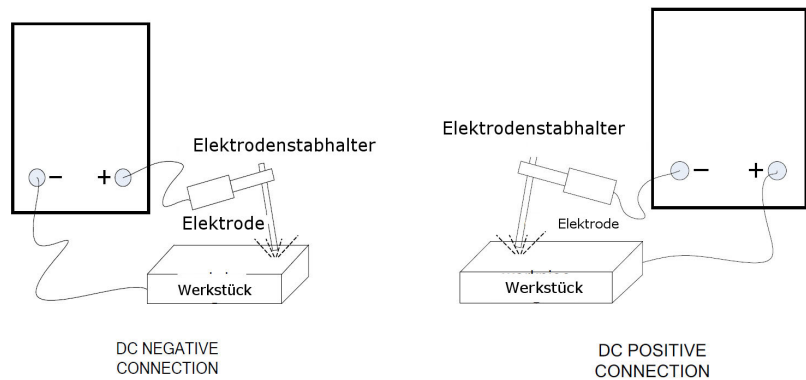 Elektrodenstabhalter
− +
Elektrode
Werkstück
DC NEGATIVE
CONNECTION
Elektrodenstabhalter
− +
Elektrode
Werkstück
DC POSITIVE
CONNECTION